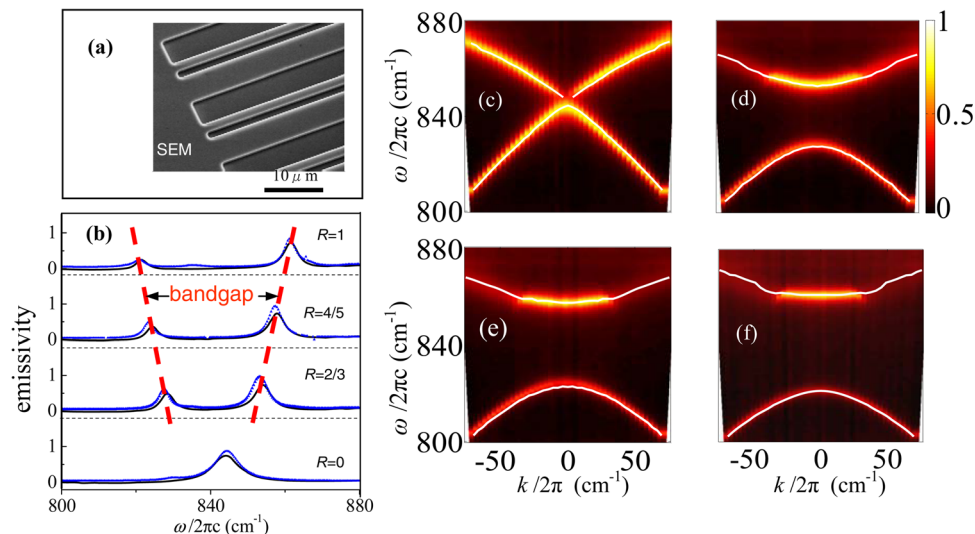 (a)
SEM
10 μm
(b)
R=1
bandgap
R=4/5
R=2/3
R=0
1
0
1
0
1
0
1
0
emissivity
800
840
880
ω/2πc (cm⁻¹)
880
840
800
ω/2πc (cm⁻¹)
(c)
(d)
1
0.5
0
880
840
800
ω/2πc (cm⁻¹)
(e)
(f)
-50
0
50
-50
0
50
k/2π (cm⁻¹)
k/2π (cm⁻¹)